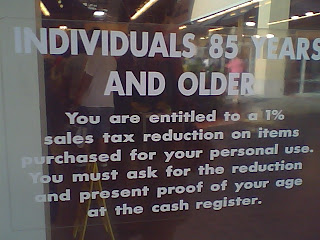 INDIVIDUALS 85 YEARS
AND OLDER
You are entitled to a 1%
sales tax reduction on items
purchased for your personal use.
You must ask for the reduction
and present proof of your age
at the cash register.